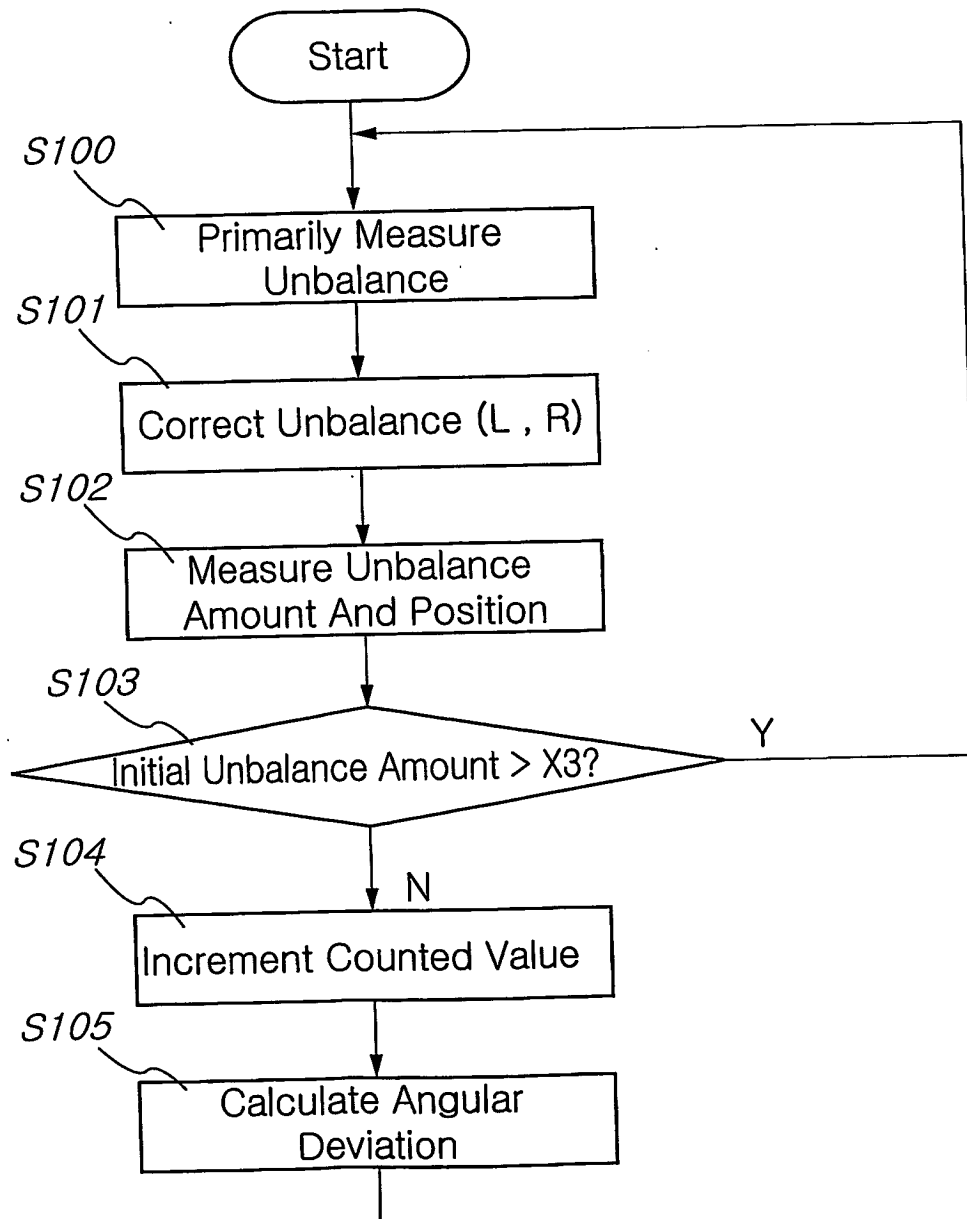 Start
S100
Primarily Measure
Unbalance
S101
Correct Unbalance (L , R)
S102
Measure Unbalance
Amount And Position
S103
Initial Unbalance Amount > X3?
Y
S104
N
Increment Counted Value
S105
Calculate Angular
Deviation